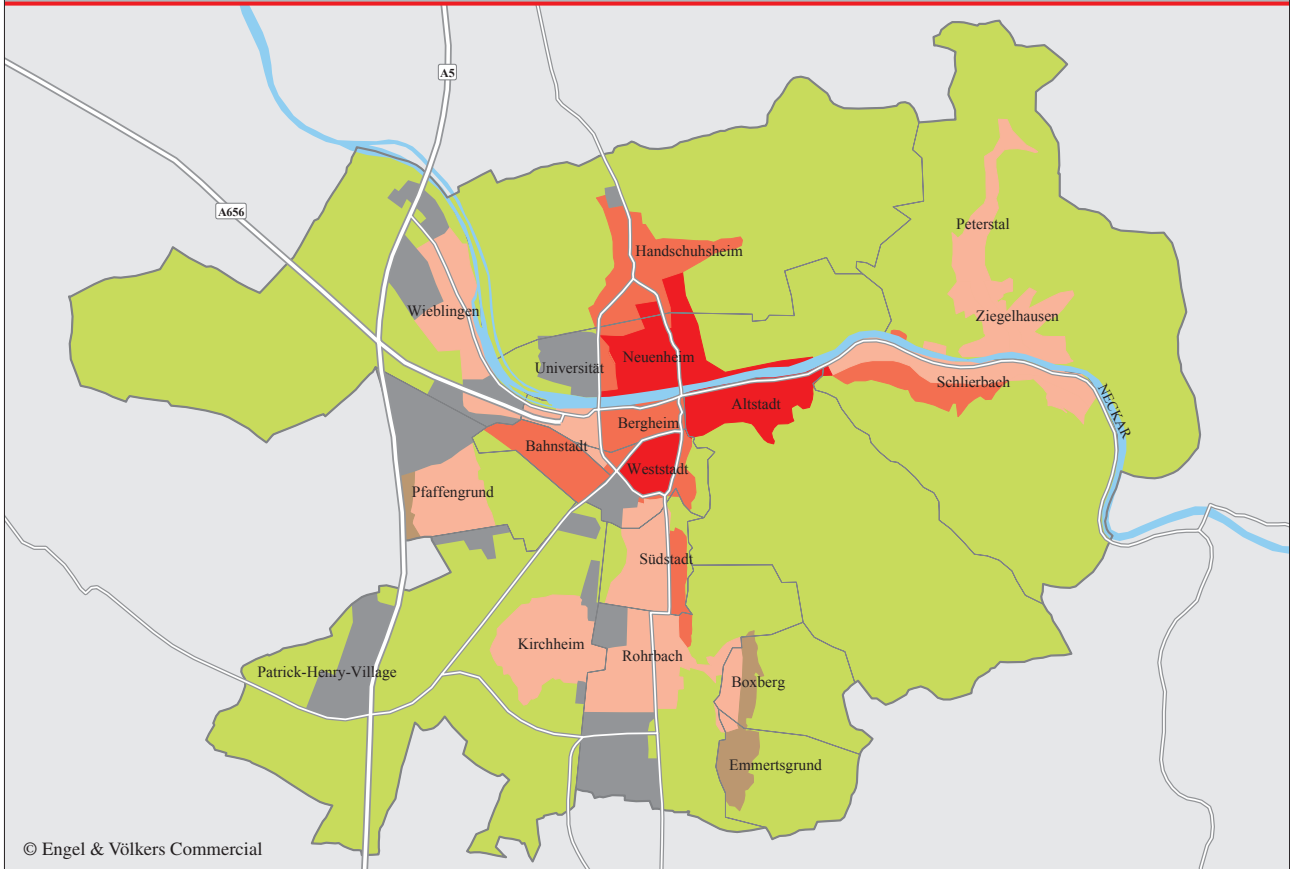 A5
A656
Peterstal
Handschuhsheim
Wieblingen
Ziegelhausen
Neuenheim
Universität
Schlierbach
Altstadt
NECKAR
Bergheim
Bahnstadt
Weststadt
Pfaffengrund
Südstadt
Kirchheim
Rohrbach
Patrick-Henry-Village
Boxberg
Emmertsgrund
© Engel & Völkers Commercial